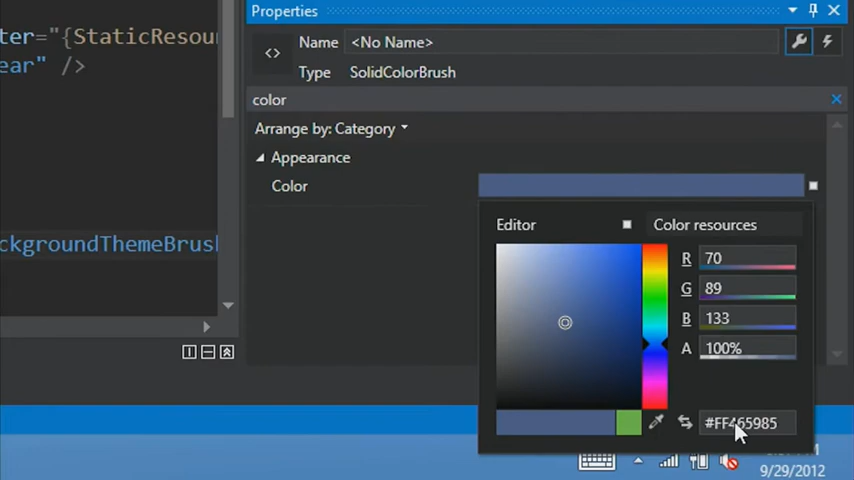 Properties
Name <No Name>
Type SolidColorBrush
ter="{StaticResou
ear" />
color
Arrange by: Category
Appearance
Color
ckgroundThemeBrush
Editor
Color resources
R 70
G 89
B 133
A 100%
#FF465985
9/29/2012